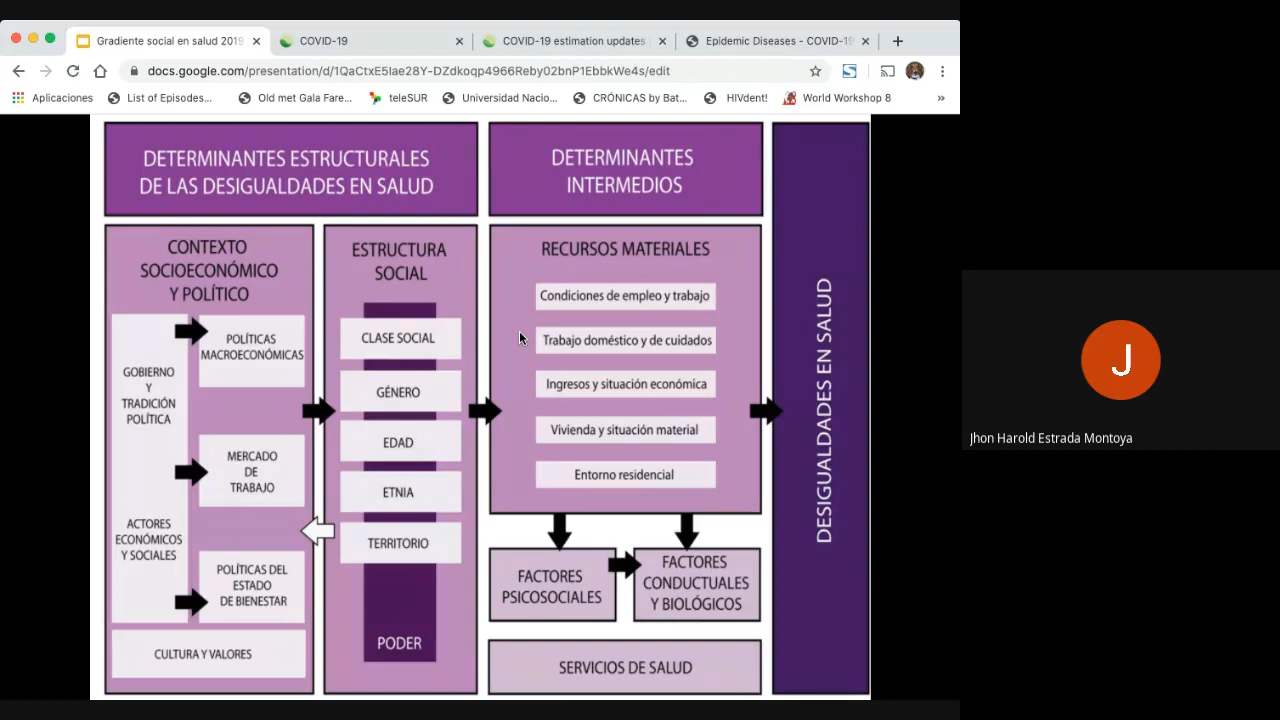 Gradiente social en salud 2019
COVID-19
COVID-19 estimation updates
Epidemic Diseases - COVID-19
docs.google.com/presentation/d/1QaCtxE5lae28Y-DZdkoqp4966Reby02bnP1EbbkWe4s/edit
Aplicaciones
List of Episodes...
Old met Gala Fare...
teleSUR
Universidad Nacio...
CRÓNICAS by Bat...
HIVdent!
World Workshop 8
»
DETERMINANTES ESTRUCTURALES
DE LAS DESIGUALDADES EN SALUD
DETERMINANTES
INTERMEDIOS
CONTEXTO
SOCIOECONÓMICO
Y POLÍTICO
GOBIERNO
Y
TRADICIÓN
POLÍTICA
ACTORES
ECONÓMICOS
Y SOCIALES
POLÍTICAS
MACROECONÓMICAS
MERCADO
DE
TRABAJO
POLÍTICAS DEL
ESTADO
DE BIENESTAR
CULTURA Y VALORES
ESTRUCTURA
SOCIAL
CLASE SOCIAL
GÉNERO
EDAD
ETNIA
TERRITORIO
PODER
RECURSOS MATERIALES
Condiciones de empleo y trabajo
Trabajo doméstico y de cuidados
Ingresos y situación económica
Vivienda y situación material
Entorno residencial
FACTORES
PSICOSOCIALES
FACTORES
CONDUCTUALES
Y BIOLÓGICOS
SERVICIOS DE SALUD
DESIGUALDADES EN SALUD
J
Jhon Harold Estrada Montoya